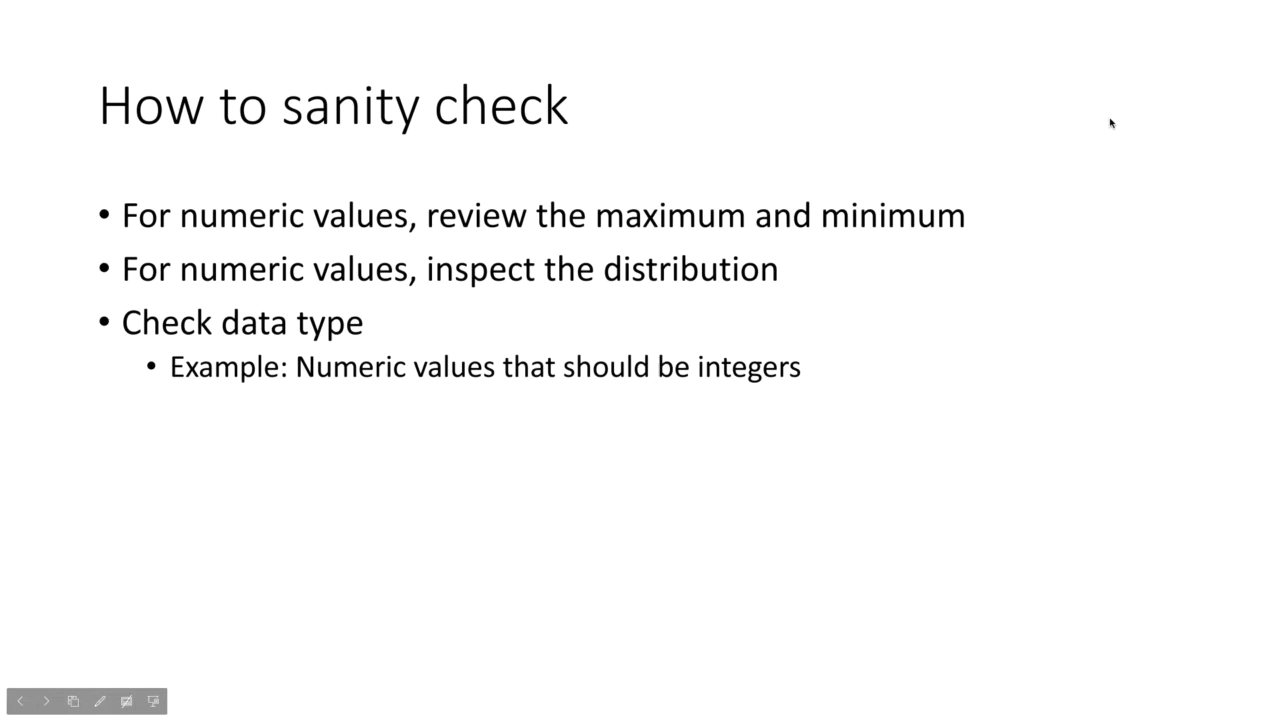 How to sanity check
• For numeric values, review the maximum and minimum
• For numeric values, inspect the distribution
• Check data type
• Example: Numeric values that should be integers